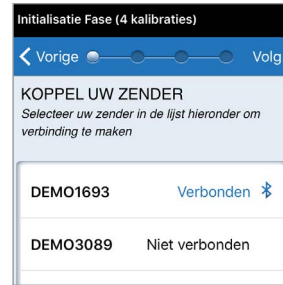 Initialisatie Fase (4 kalibraties)
Vorige Volg
KOPPEL UW ZENDER
Selecteer uw zender in de lijst hieronder om
verbinding te maken
DEMO1693 Verbonden
DEMO3089 Niet verbonden